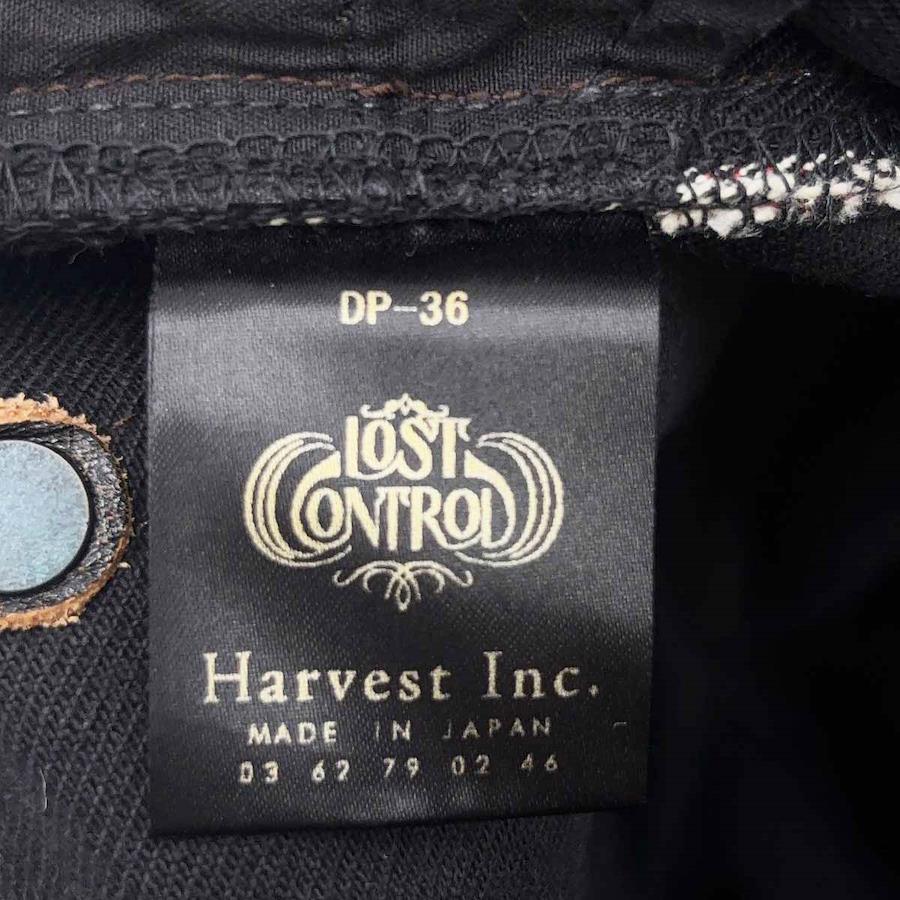 DP-36
LOST
CONTROL
Harvest Inc.
MADE IN JAPAN
03 62 79 02 46